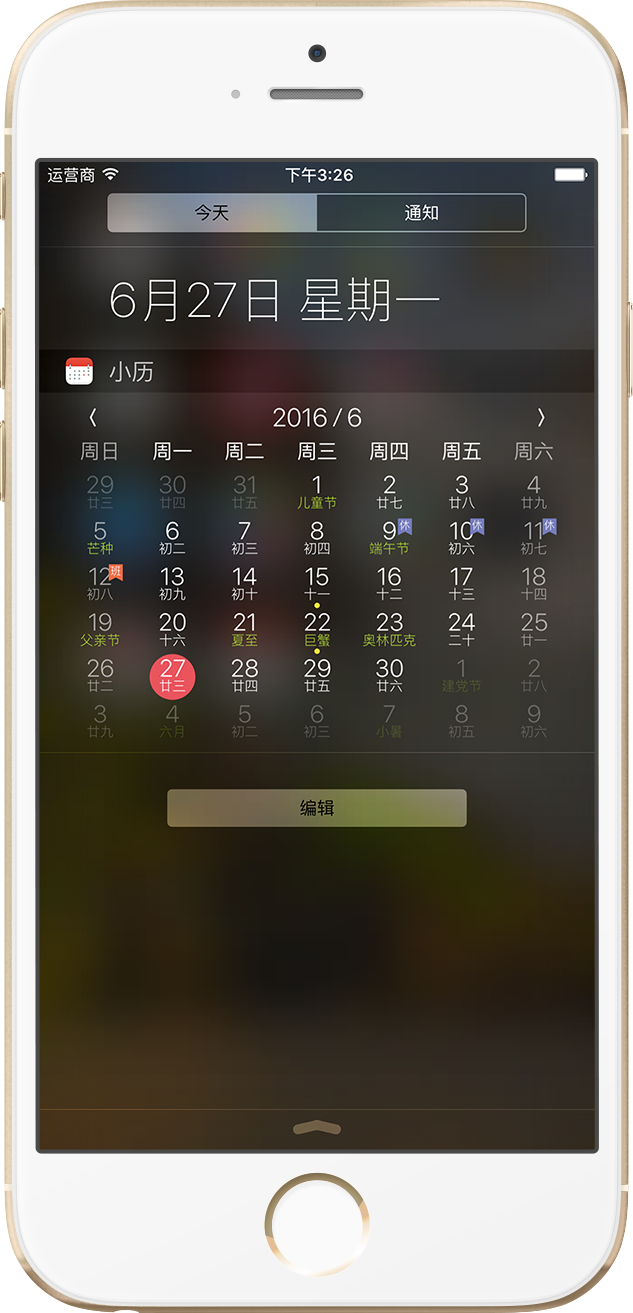 运营商 下午3:26
今天 通知
6月27日 星期一
小历
〈 2016 / 6 〉
周日 周一 周二 周三 周四 周五 周六
29 30 31 1 2 3 4
廿三 廿四 廿五 儿童节 廿七 廿八 廿九
5 6 7 8 9休 10休 11休
芒种 初二 初三 初四 端午节 初六 初七
12班 13 14 15 16 17 18
初八 初九 初十 十一 十二 十三 十四
19 20 21 22 23 24 25
父亲节 十六 夏至 巨蟹 奥林匹克 二十 廿一
26 27 28 29 30 1 2
廿二 廿三 廿四 廿五 廿六 建党节 廿八
3 4 5 6 7 8 9
廿九 六月 初二 初三 小暑 初五 初六
编辑